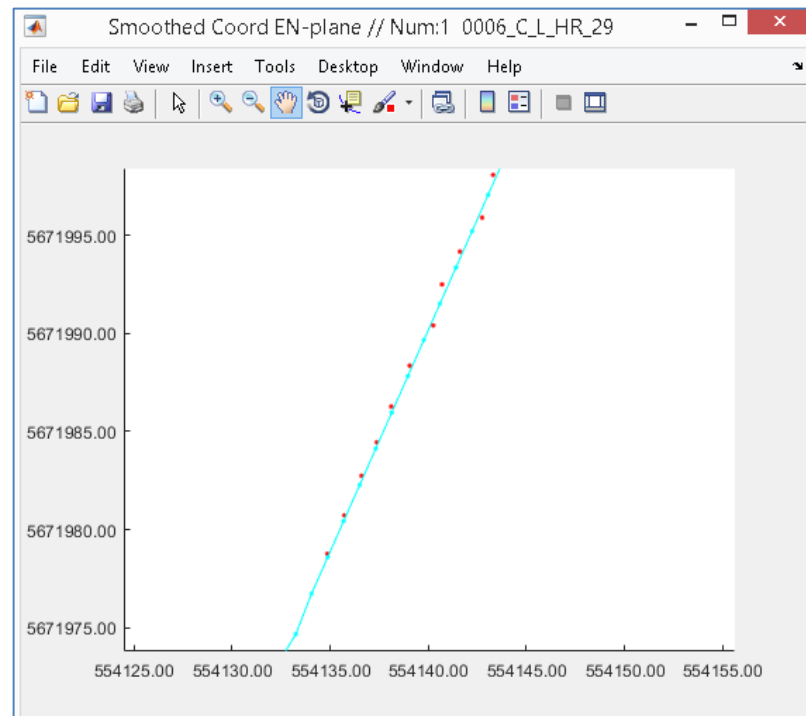 Smoothed Coord EN-plane // Num:1 0006_C_L_HR_29
File Edit View Insert Tools Desktop Window Help
5671995.00
5671990.00
5671985.00
5671980.00
5671975.00
554125.00 554130.00 554135.00 554140.00 554145.00 554150.00 554155.00